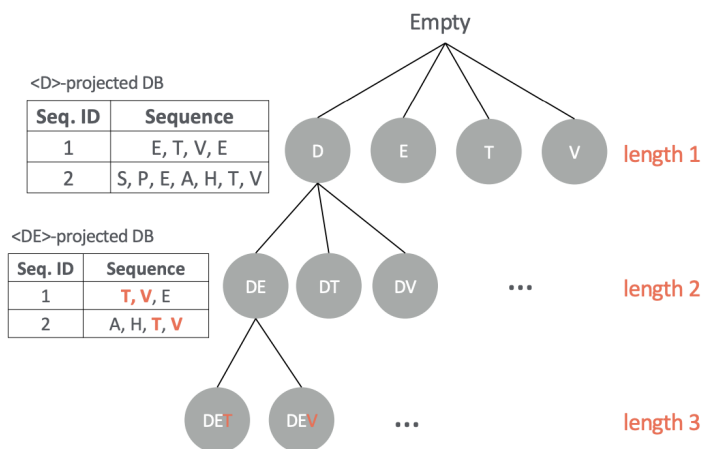 Empty
<D>-projected DB
Seq. ID Sequence
1 E, T, V, E
2 S, P, E, A, H, T, V
D E T V length 1
<DE>-projected DB
Seq. ID Sequence
1 T, V, E
2 A, H, T, V
DE DT DV ... length 2
DET DEV ... length 3